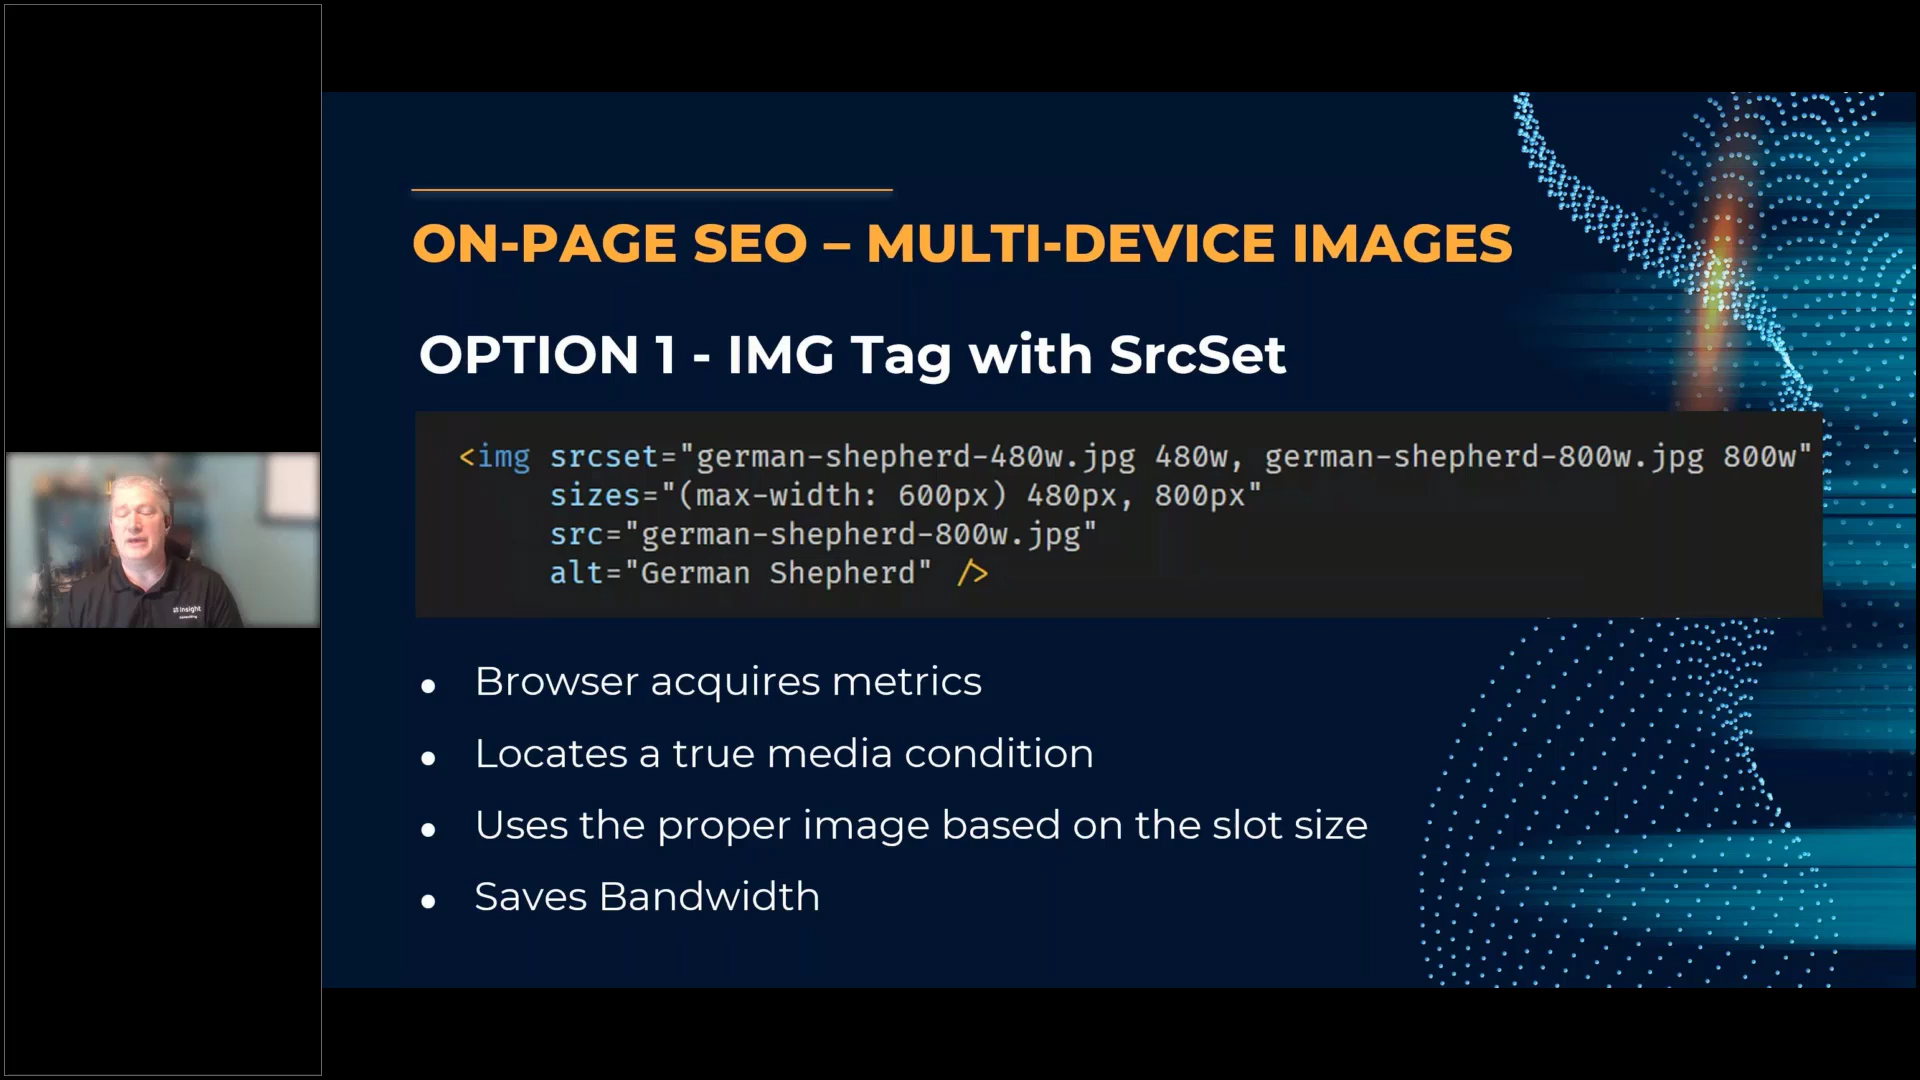 ON-PAGE SEO – MULTI-DEVICE IMAGES
OPTION 1 - IMG Tag with SrcSet
<img srcset="german-shepherd-480w.jpg 480w, german-shepherd-800w.jpg 800w"
sizes="(max-width: 600px) 480px, 800px"
src="german-shepherd-800w.jpg"
alt="German Shepherd" />
• Browser acquires metrics
• Locates a true media condition
• Uses the proper image based on the slot size
• Saves Bandwidth
insight